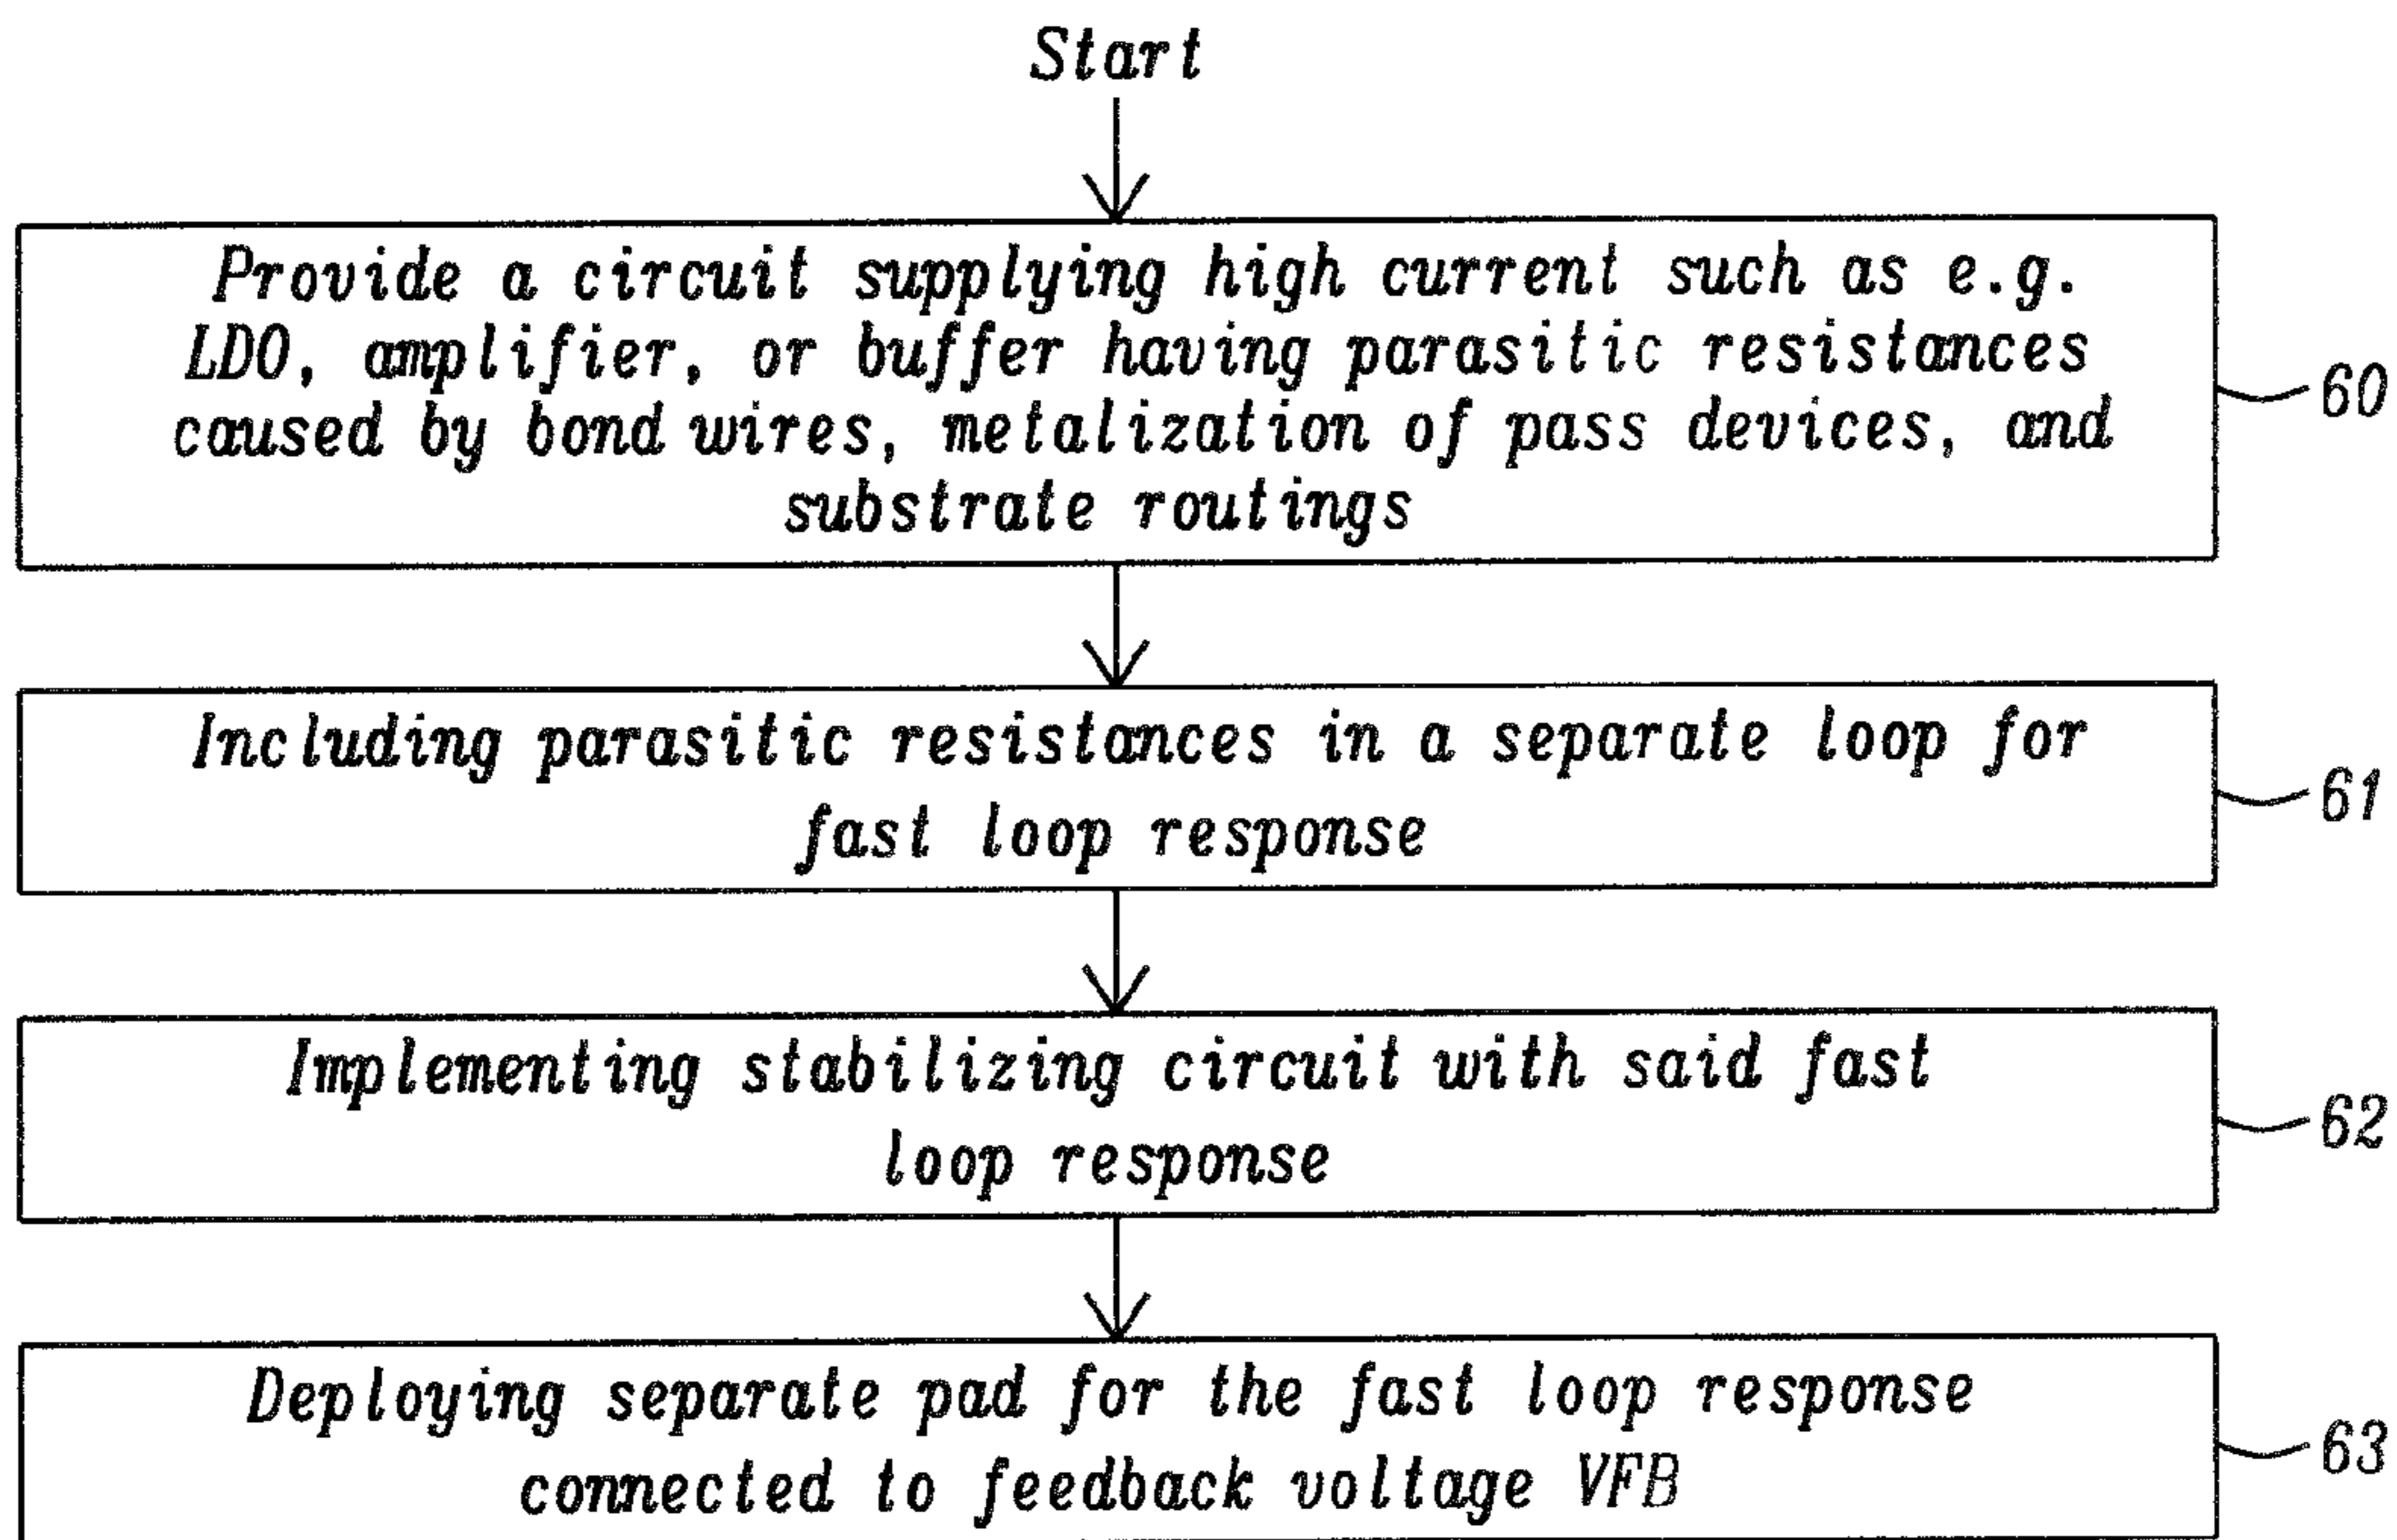 Start
Provide a circuit supplying high current such as e.g.
LDO, amplifier, or buffer having parasitic resistances
caused by bond wires, metalization of pass devices, and
substrate routings
60
Including parasitic resistances in a separate loop for
fast loop response
61
Implementing stabilizing circuit with said fast
loop response
62
Deploying separate pad for the fast loop response
connected to feedback voltage VFB
63